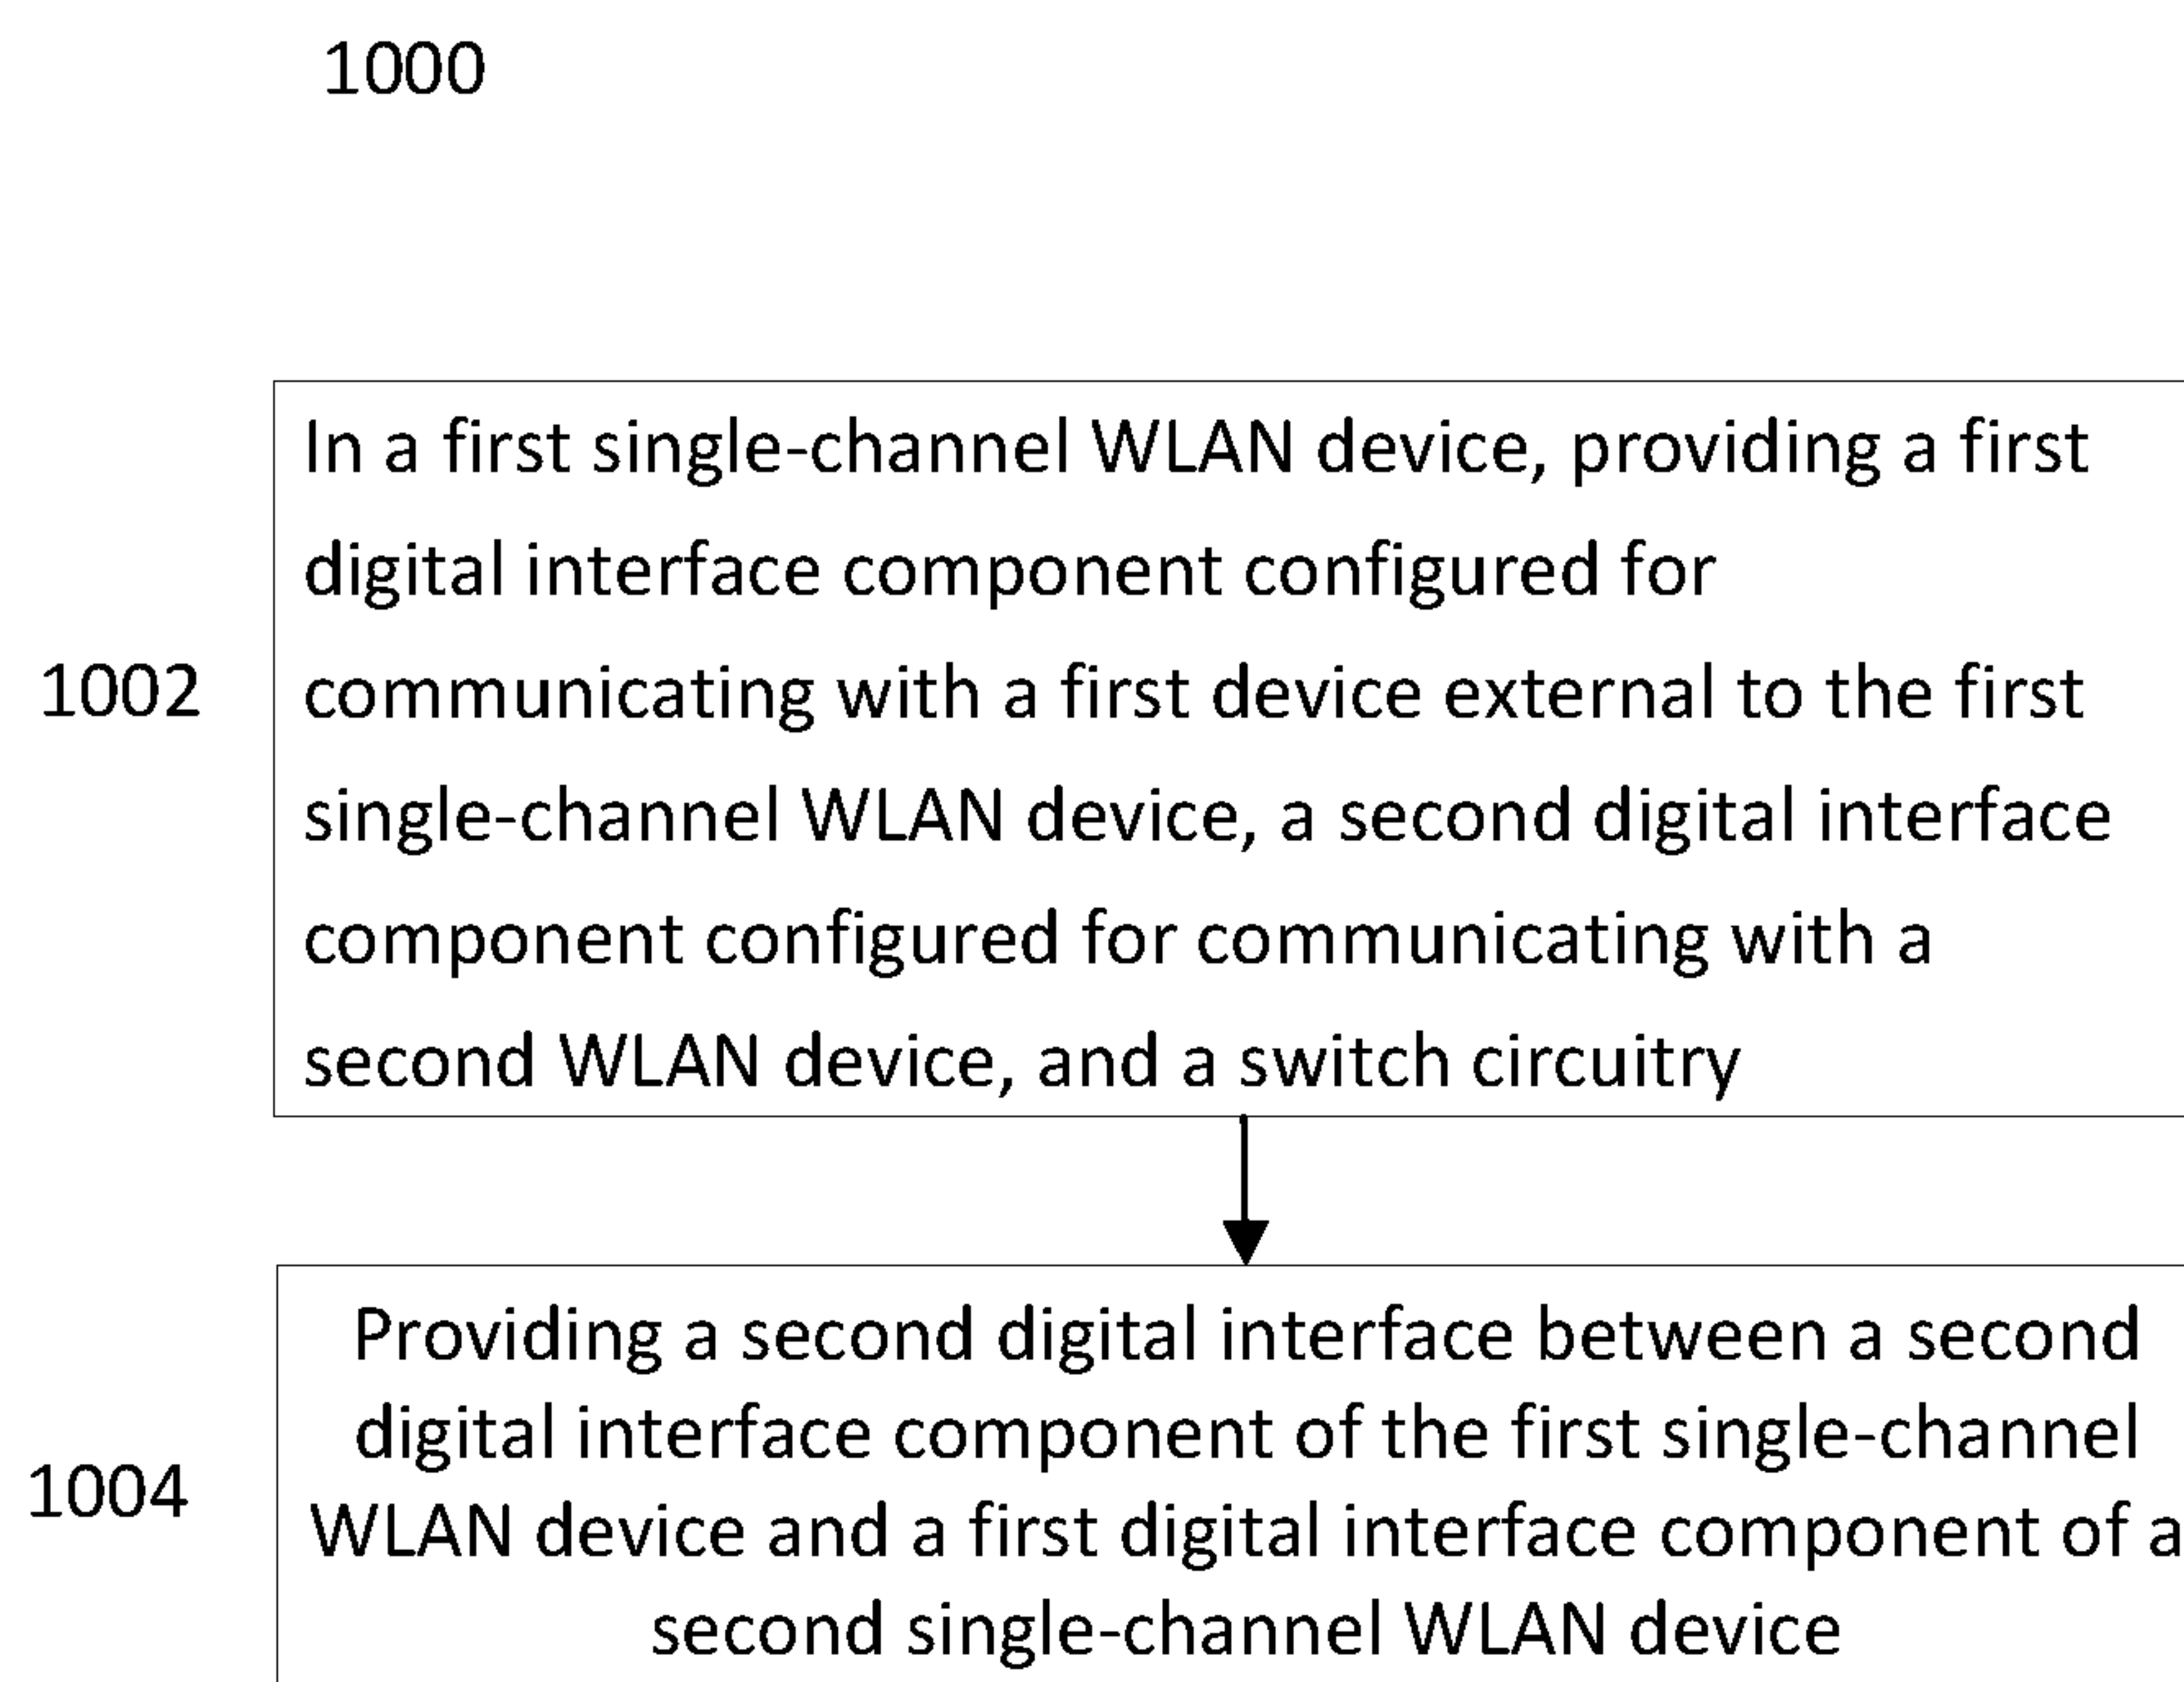 1000
In a first single-channel WLAN device, providing a first
digital interface component configured for
1002
communicating with a first device external to the first
single-channel WLAN device, a second digital interface
component configured for communicating with a
second WLAN device, and a switch circuitry
Providing a second digital interface between a second
digital interface component of the first single-channel
1004
WLAN device and a first digital interface component of a
second single-channel WLAN device